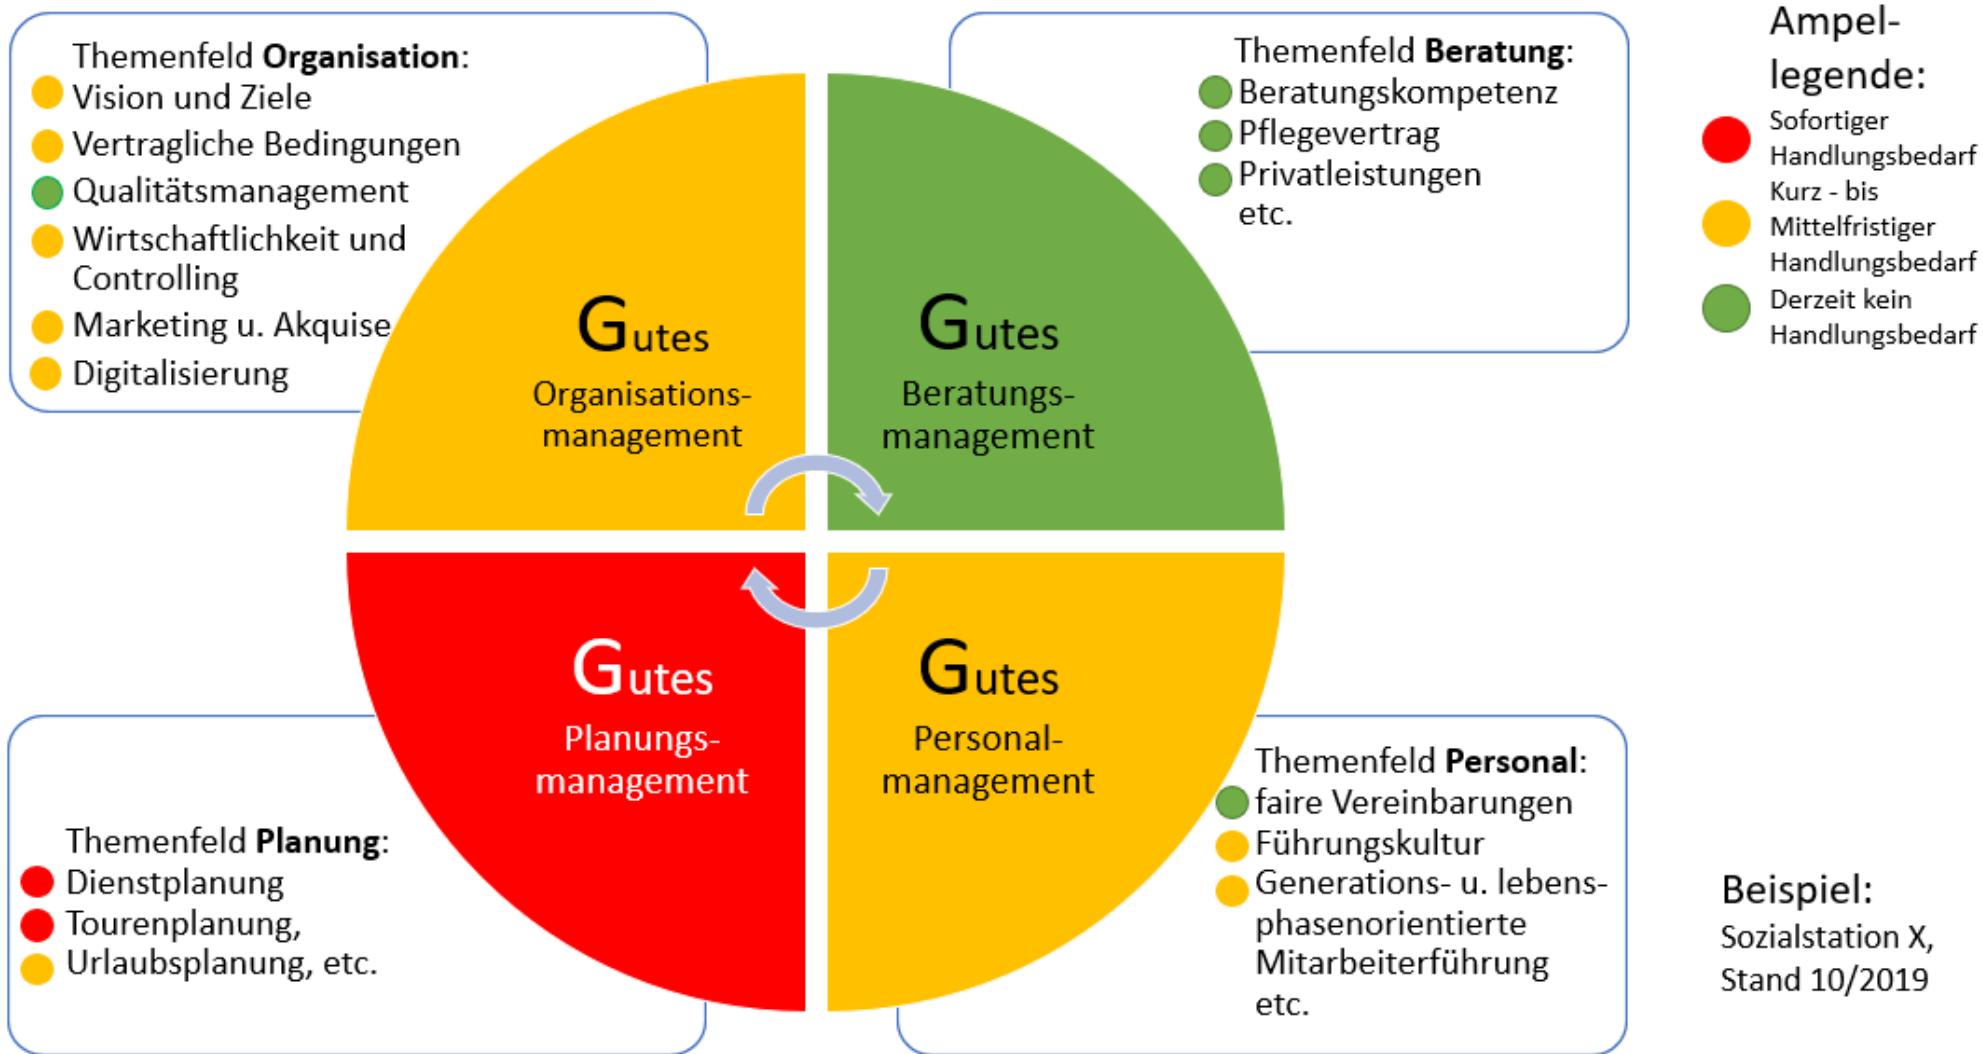 Themenfeld Organisation:
Vision und Ziele
Vertragliche Bedingungen
Qualitätsmanagement
Wirtschaftlichkeit und
Controlling
Marketing u. Akquise
Digitalisierung
Themenfeld Beratung:
Beratungskompetenz
Pflegevertrag
Privatleistungen
etc.
Ampel-
legende:
Sofortiger
Handlungsbedarf
Kurz - bis
Mittelfristiger
Handlungsbedarf
Derzeit kein
Handlungsbedarf
Gutes
Organisations-
management
Gutes
Beratungs-
management
Gutes
Planungs-
management
Gutes
Personal-
management
Themenfeld Planung:
Dienstplanung
Tourenplanung,
Urlaubsplanung, etc.
Themenfeld Personal:
faire Vereinbarungen
Führungskultur
Generations- u. lebens-
phasenorientierte
Mitarbeiterführung
etc.
Beispiel:
Sozialstation X,
Stand 10/2019